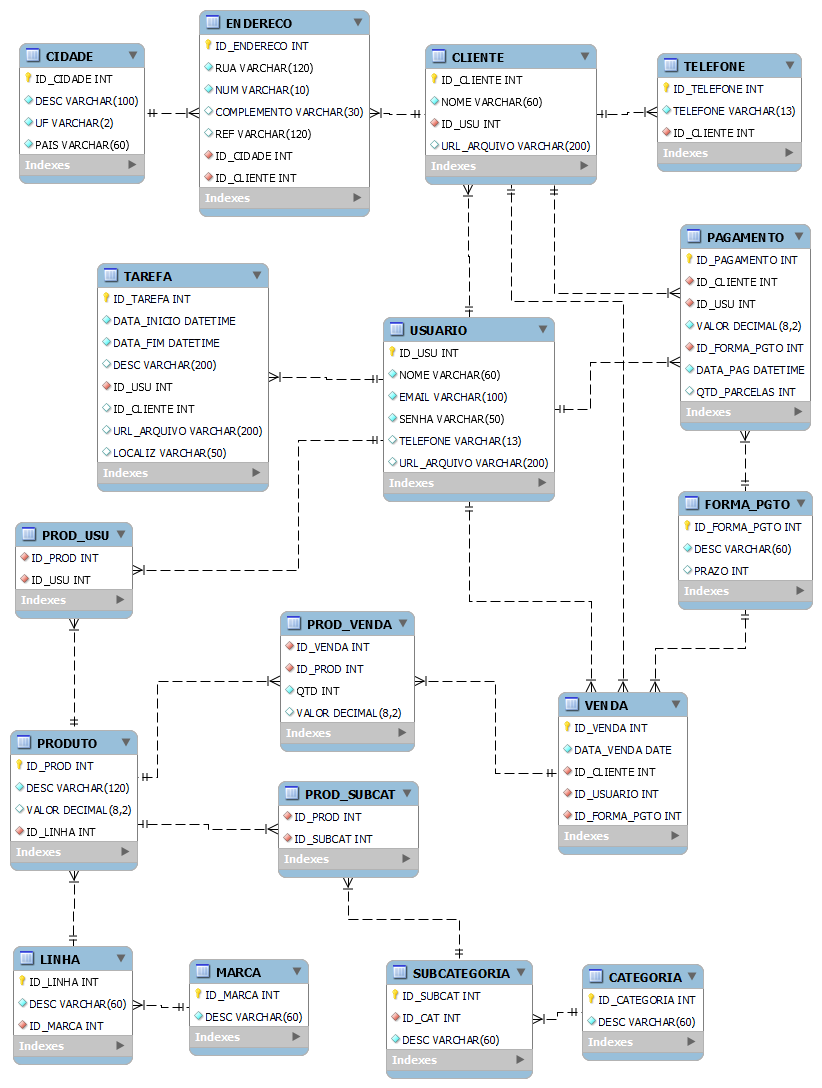 CIDADE
ID_CIDADE INT
DESC VARCHAR(100)
UF VARCHAR(2)
PAIS VARCHAR(60)
Indexes
ENDERECO
ID_ENDERECO INT
RUA VARCHAR(120)
NUM VARCHAR(10)
COMPLEMENTO VARCHAR(30)
REF VARCHAR(120)
ID_CIDADE INT
ID_CLIENTE INT
Indexes
CLIENTE
ID_CLIENTE INT
NOME VARCHAR(60)
ID_USU INT
URL_ARQUIVO VARCHAR(200)
Indexes
TELEFONE
ID_TELEFONE INT
TELEFONE VARCHAR(13)
ID_CLIENTE INT
Indexes
TAREFA
ID_TAREFA INT
DATA_INICIO DATETIME
DATA_FIM DATETIME
DESC VARCHAR(200)
ID_USU INT
ID_CLIENTE INT
URL_ARQUIVO VARCHAR(200)
LOCALIZ VARCHAR(50)
Indexes
USUARIO
ID_USU INT
NOME VARCHAR(60)
EMAIL VARCHAR(100)
SENHA VARCHAR(50)
TELEFONE VARCHAR(13)
URL_ARQUIVO VARCHAR(200)
Indexes
PAGAMENTO
ID_PAGAMENTO INT
ID_CLIENTE INT
ID_USU INT
VALOR DECIMAL(8,2)
ID_FORMA_PGTO INT
DATA_PAG DATETIME
QTD_PARCELAS INT
Indexes
FORMA_PGTO
ID_FORMA_PGTO INT
DESC VARCHAR(60)
PRAZO INT
Indexes
PROD_USU
ID_PROD INT
ID_USU INT
Indexes
PROD_VENDA
ID_VENDA INT
ID_PROD INT
QTD INT
VALOR DECIMAL(8,2)
Indexes
VENDA
ID_VENDA INT
DATA_VENDA DATE
ID_CLIENTE INT
ID_USUARIO INT
ID_FORMA_PGTO INT
Indexes
PRODUTO
ID_PROD INT
DESC VARCHAR(120)
VALOR DECIMAL(8,2)
ID_LINHA INT
Indexes
PROD_SUBCAT
ID_PROD INT
ID_SUBCAT INT
Indexes
LINHA
ID_LINHA INT
DESC VARCHAR(60)
ID_MARCA INT
Indexes
MARCA
ID_MARCA INT
DESC VARCHAR(60)
Indexes
SUBCATEGORIA
ID_SUBCAT INT
ID_CAT INT
DESC VARCHAR(60)
Indexes
CATEGORIA
ID_CATEGORIA INT
DESC VARCHAR(60)
Indexes